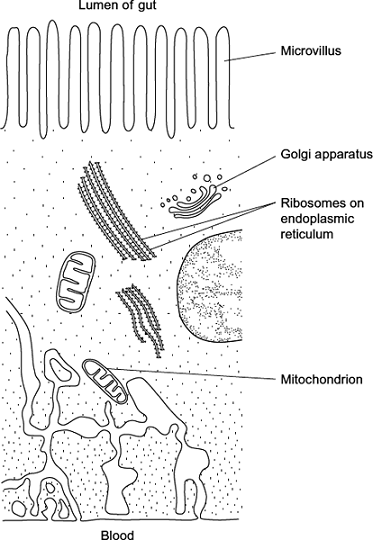 Lumen of gut
Microvillus
Golgi apparatus
Ribosomes on
endoplasmic
reticulum
Mitochondrion
Blood